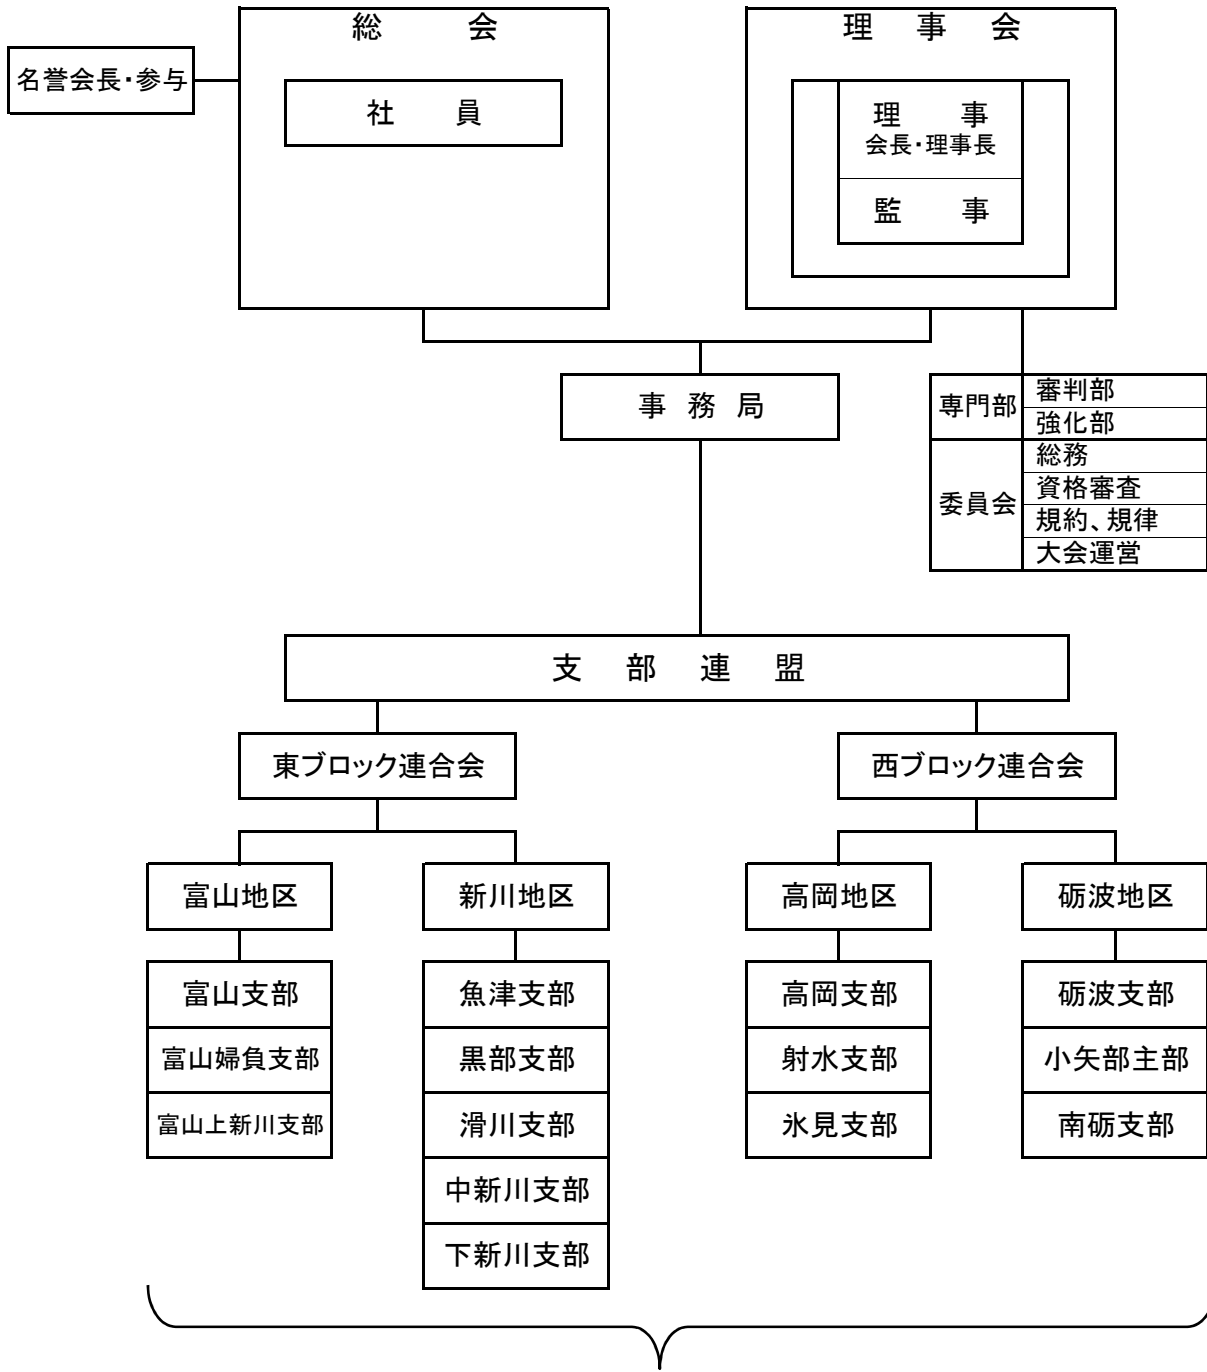 総 会
理 事 会
名誉会長・参与
社 員
理 事
会長・理事長
監 事
事 務 局
専門部
審判部
強化部
委員会
総務
資格審査
規約、規律
大会運営
支 部 連 盟
東ブロック連合会
西ブロック連合会
富山地区
新川地区
高岡地区
砺波地区
富山支部
富山婦負支部
富山上新川支部
魚津支部
黒部支部
滑川支部
中新川支部
下新川支部
高岡支部
射水支部
氷見支部
砺波支部
小矢部主部
南砺支部